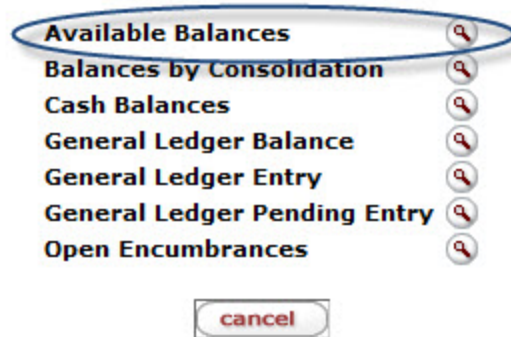 Available Balances
Balances by Consolidation
Cash Balances
General Ledger Balance
General Ledger Entry
General Ledger Pending Entry
Open Encumbrances
cancel